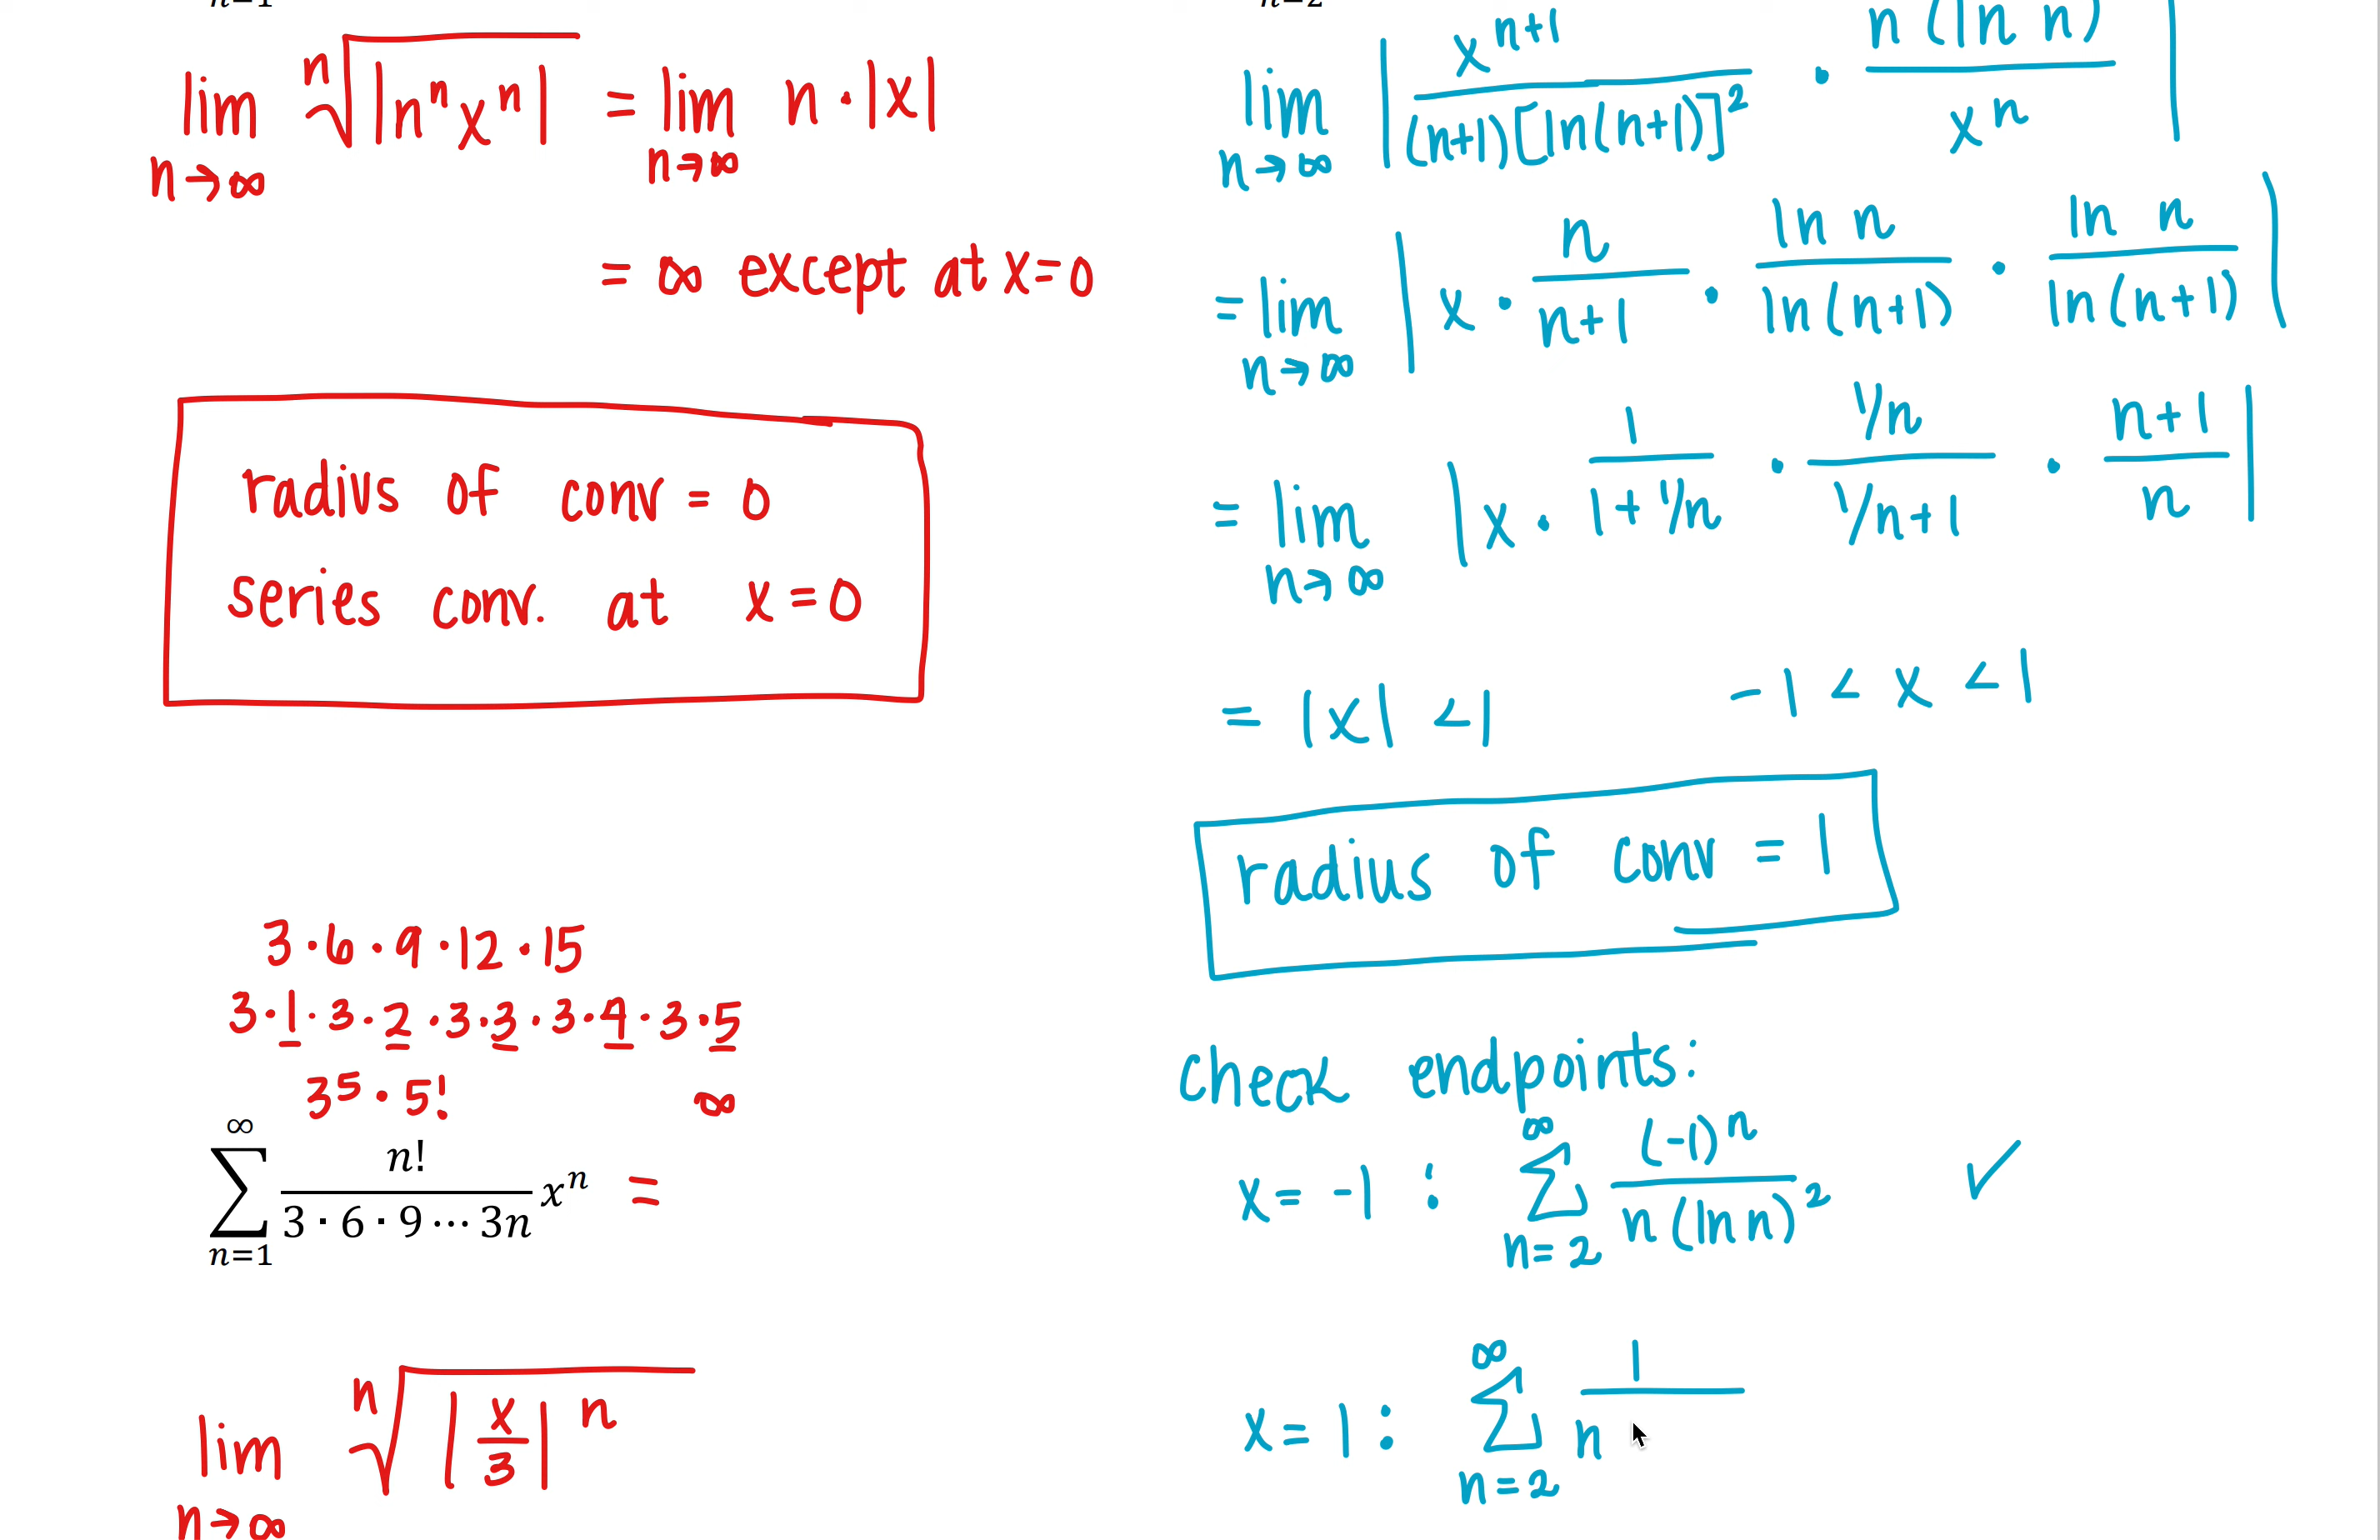 n=1
lim n→∞ ⁿ√|nⁿxⁿ| = lim n→∞ n·|x|
= ∞ except at x=0
radius of conv = 0
series conv. at x=0
3·6·9·12·15
3·1·3·2·3·3·3·4·3·5
3⁵·5!
∞
∑ n=1 ∞ n!/(3·6·9⋯3n) xⁿ =
lim n→∞ ⁿ√|x/3|ⁿ
n=2
lim n→∞ |xⁿ⁺¹/((n+1)[ln(n+1)]²) · n(ln n)/xⁿ|
= lim n→∞ |x · n/(n+1) · ln n/ln(n+1) · ln n/ln(n+1)|
= lim n→∞ |x · 1/(1+1/n) · (1/n)/(1/n+1) · (n+1)/n|
= |x| <1 -1 < x <1
radius of conv = 1
check endpoints:
x= -1 : ∑ n=2 ∞ (-1)ⁿ/(n(ln n)²) ✓
x= 1 : ∑ n=2 ∞ 1/n